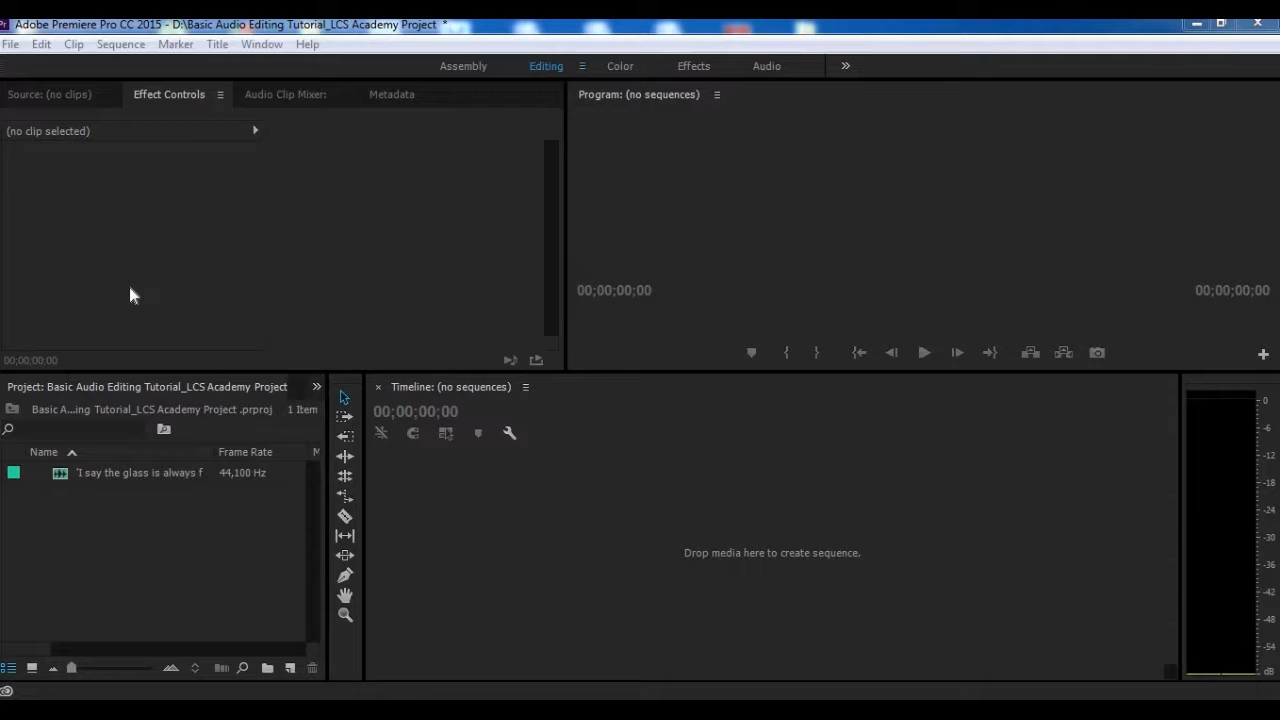 Adobe Premiere Pro CC 2015 - D:\Basic Audio Editing Tutorial_LCS Academy Project *
File Edit Clip Sequence Marker Title Window Help
Assembly Editing Color Effects Audio
Source: (no clips) Effect Controls Audio Clip Mixer: Metadata
Program: (no sequences)
(no clip selected)
00;00;00;00 00;00;00;00
00;00;00;00
Project: Basic Audio Editing Tutorial_LCS Academy Project
Timeline: (no sequences)
Basic A...ing Tutorial_LCS Academy Project .prproj 1 Item
00;00;00;00
Name Frame Rate M
'I say the glass is always f 44,100 Hz
Drop media here to create sequence.
0
-6
-12
-18
-24
-30
-36
-42
-48
-54
dB